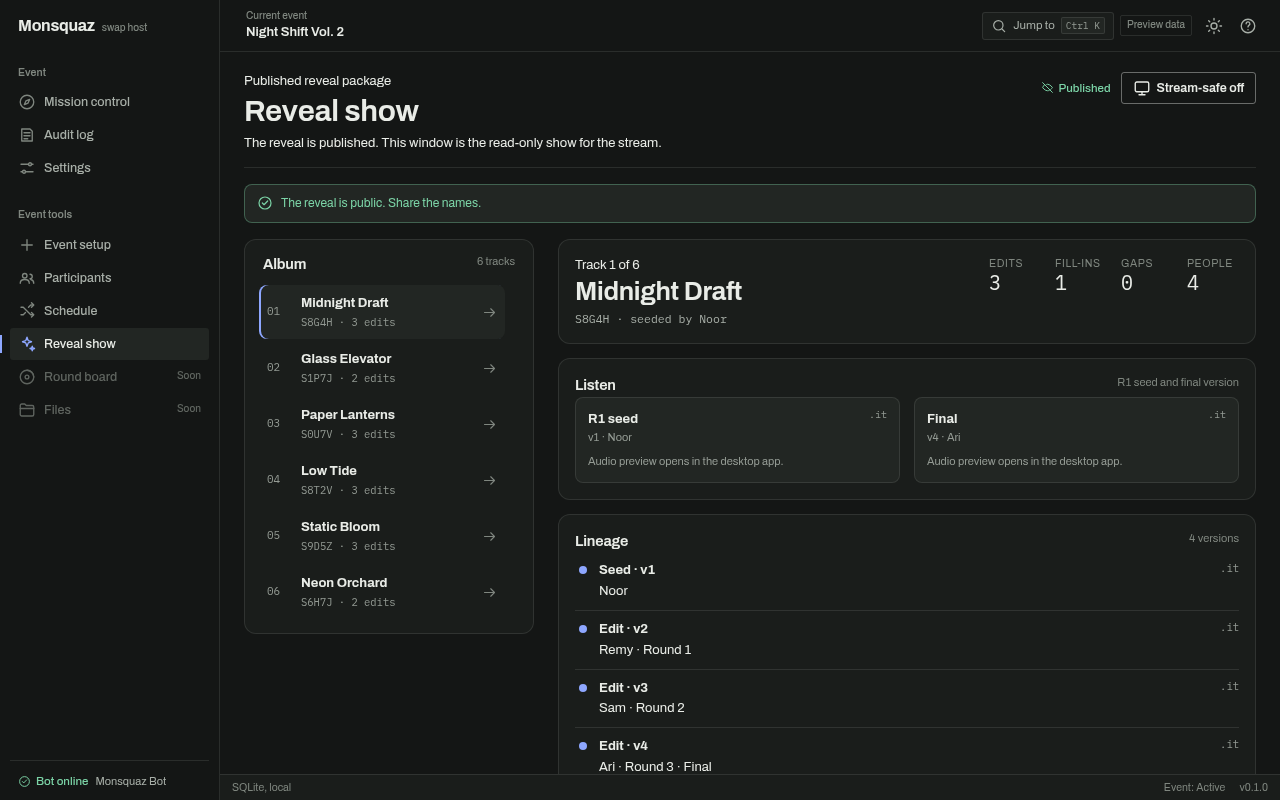 Monsquaz swap host
Event
Mission control
Audit log
Settings
Event tools
Event setup
Participants
Schedule
Reveal show
Round board Soon
Files Soon
Bot online Monsquaz Bot
Current event
Night Shift Vol. 2
Jump to Ctrl K
Preview data
Published reveal package
Reveal show
The reveal is published. This window is the read-only show for the stream.
Published
Stream-safe off
The reveal is public. Share the names.
Album 6 tracks
01 Midnight Draft
S8G4H · 3 edits
02 Glass Elevator
S1P7J · 2 edits
03 Paper Lanterns
S0U7V · 3 edits
04 Low Tide
S8T2V · 3 edits
05 Static Bloom
S9D5Z · 3 edits
06 Neon Orchard
S6H7J · 2 edits
Track 1 of 6
Midnight Draft
S8G4H · seeded by Noor
EDITS FILL-INS GAPS PEOPLE
3 1 0 4
Listen R1 seed and final version
R1 seed .it
v1 · Noor
Audio preview opens in the desktop app.
Final .it
v4 · Ari
Audio preview opens in the desktop app.
Lineage 4 versions
Seed · v1 .it
Noor
Edit · v2 .it
Remy · Round 1
Edit · v3 .it
Sam · Round 2
Edit · v4 .it
Ari · Round 3 · Final
SQLite, local
Event: Active v0.1.0